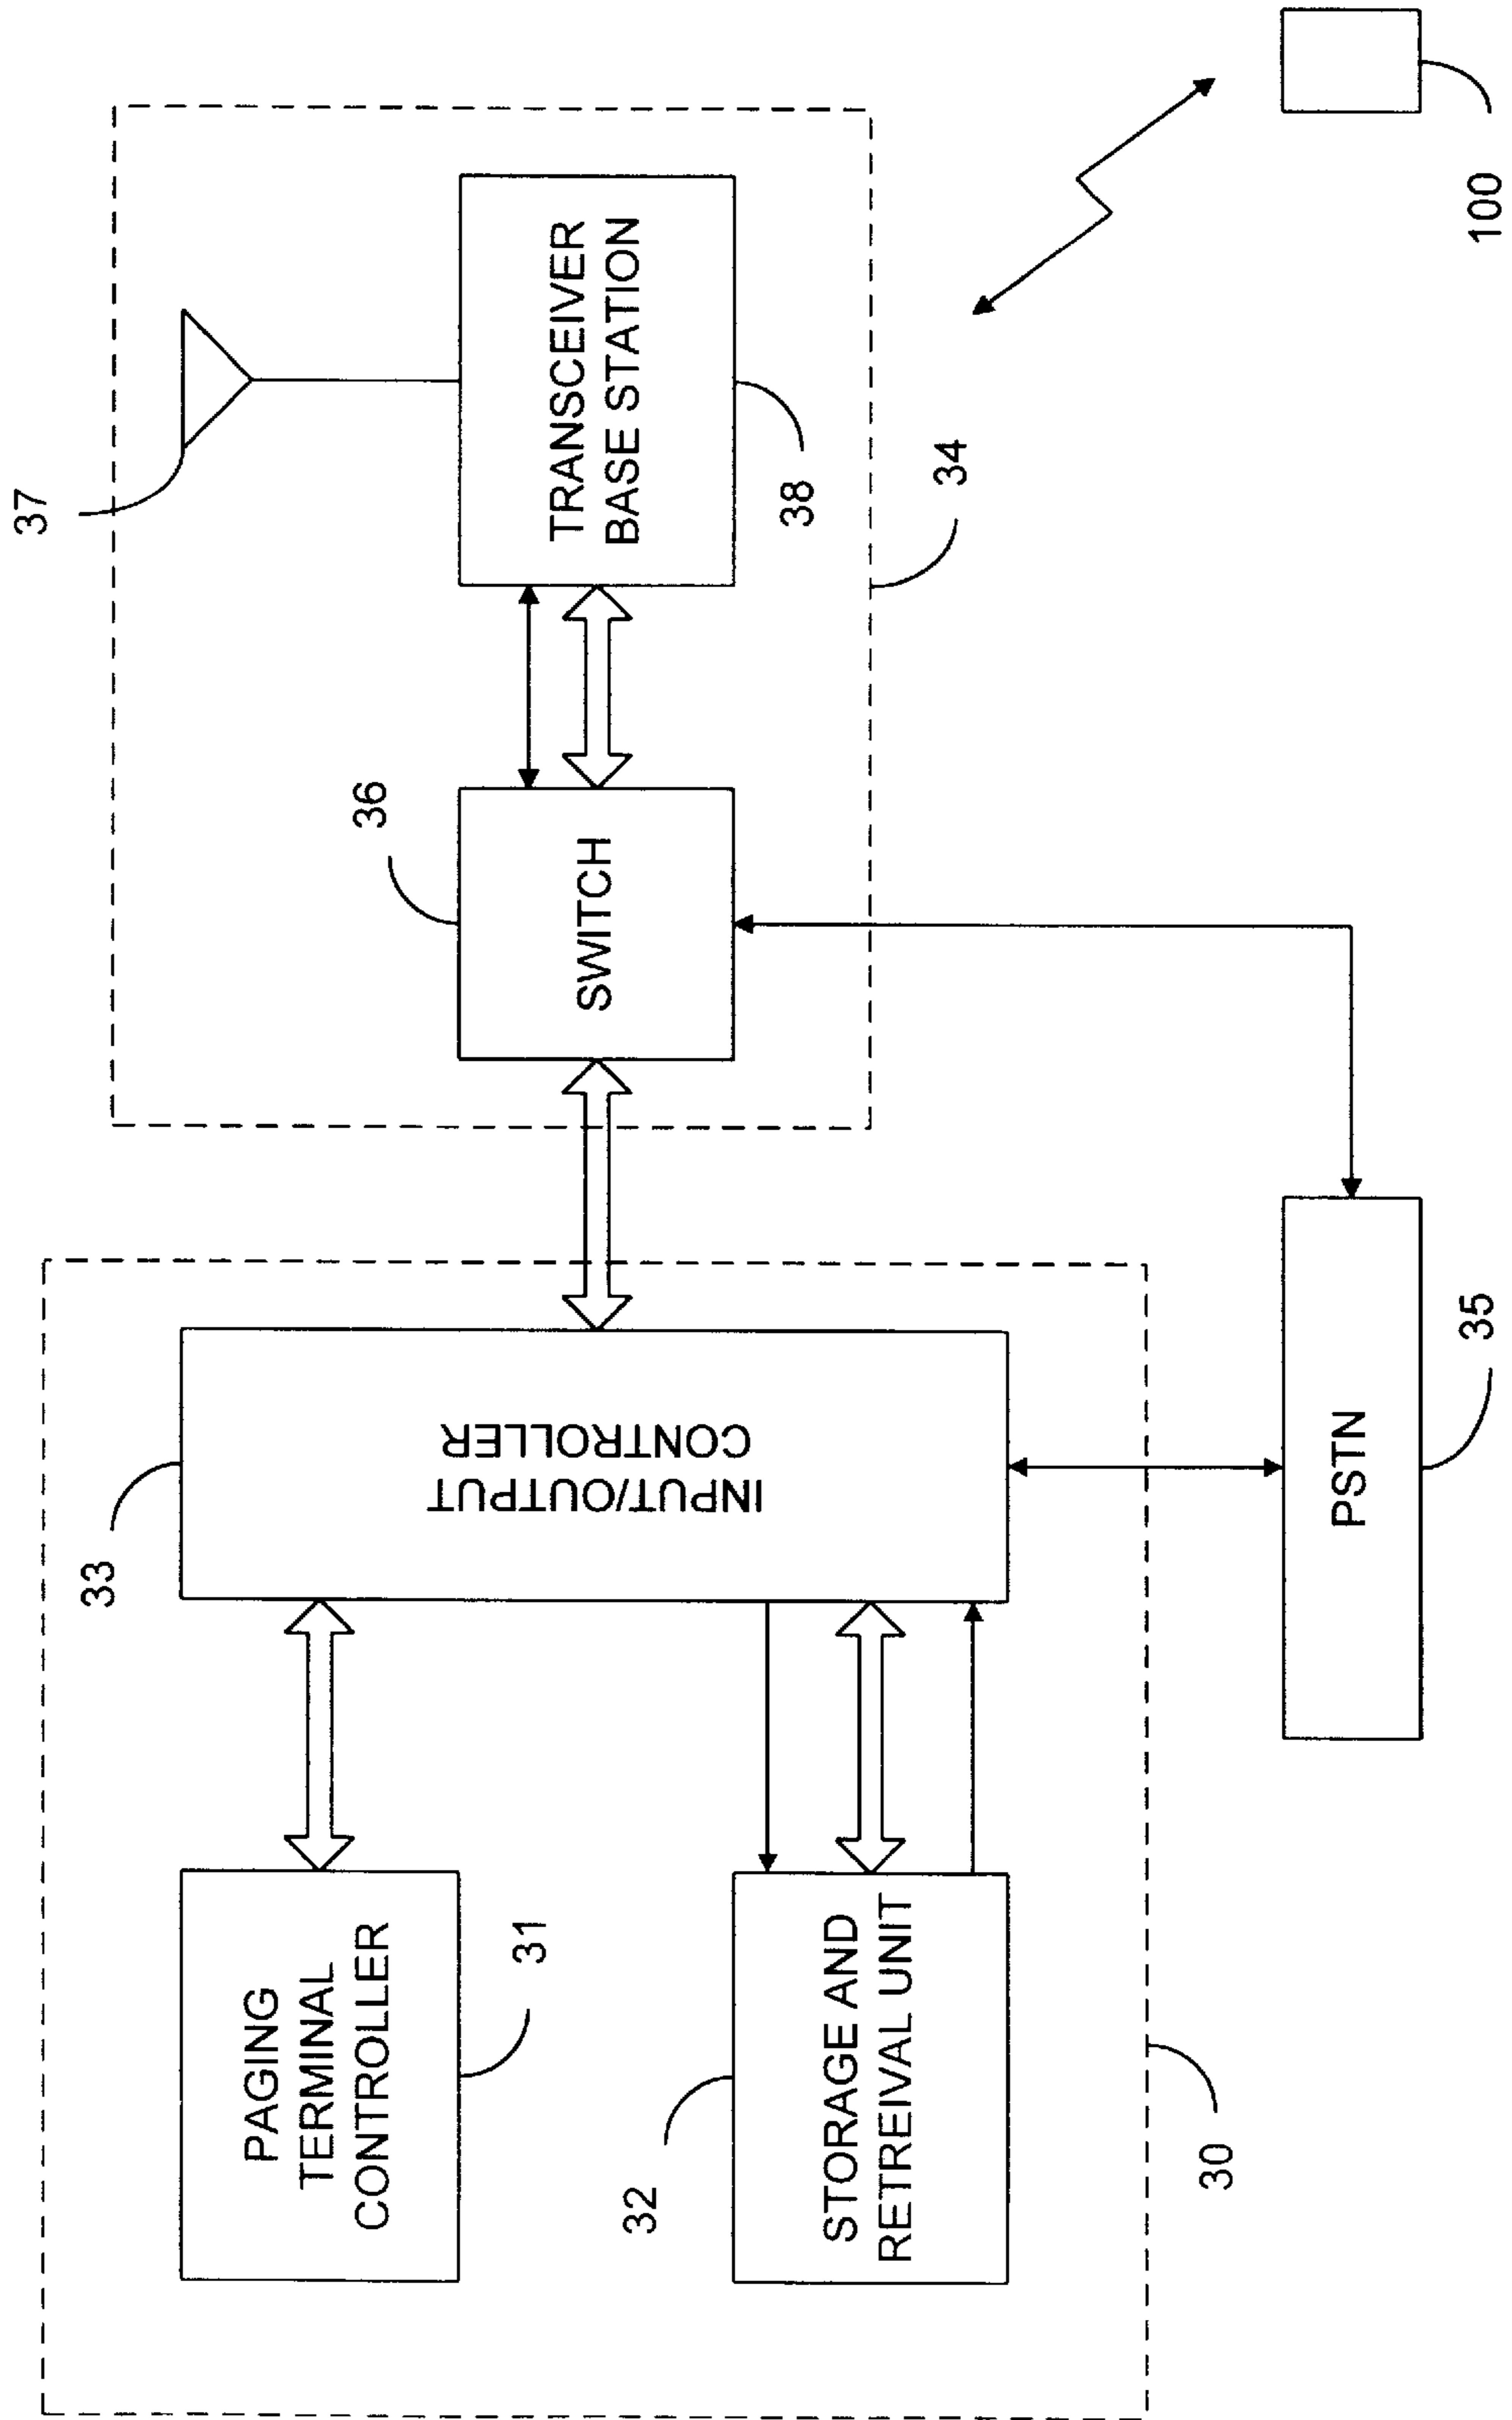 37
36
TRANSCEIVER
BASE STATION
SWITCH
38
34
100
33
INPUT/OUTPUT
CONTROLLER
PAGING
TERMINAL
CONTROLLER
31
32
STORAGE AND
RETREIVAL UNIT
30
PSTN
35